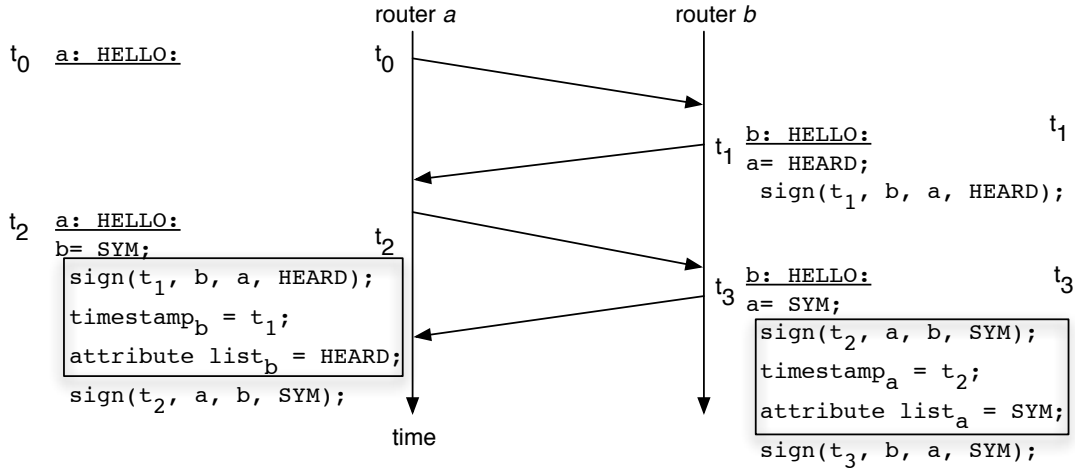 router a
router b
t0 a: HELLO:
t0
t1
b: HELLO:
t1
a= HEARD;
sign(t1, b, a, HEARD);
t2 a: HELLO:
t2
b= SYM;
sign(t1, b, a, HEARD);
timestampb = t1;
attribute listb = HEARD;
sign(t2, a, b, SYM);
t3
b: HELLO:
t3
a= SYM;
sign(t2, a, b, SYM);
timestampa = t2;
attribute lista = SYM;
sign(t3, b, a, SYM);
time